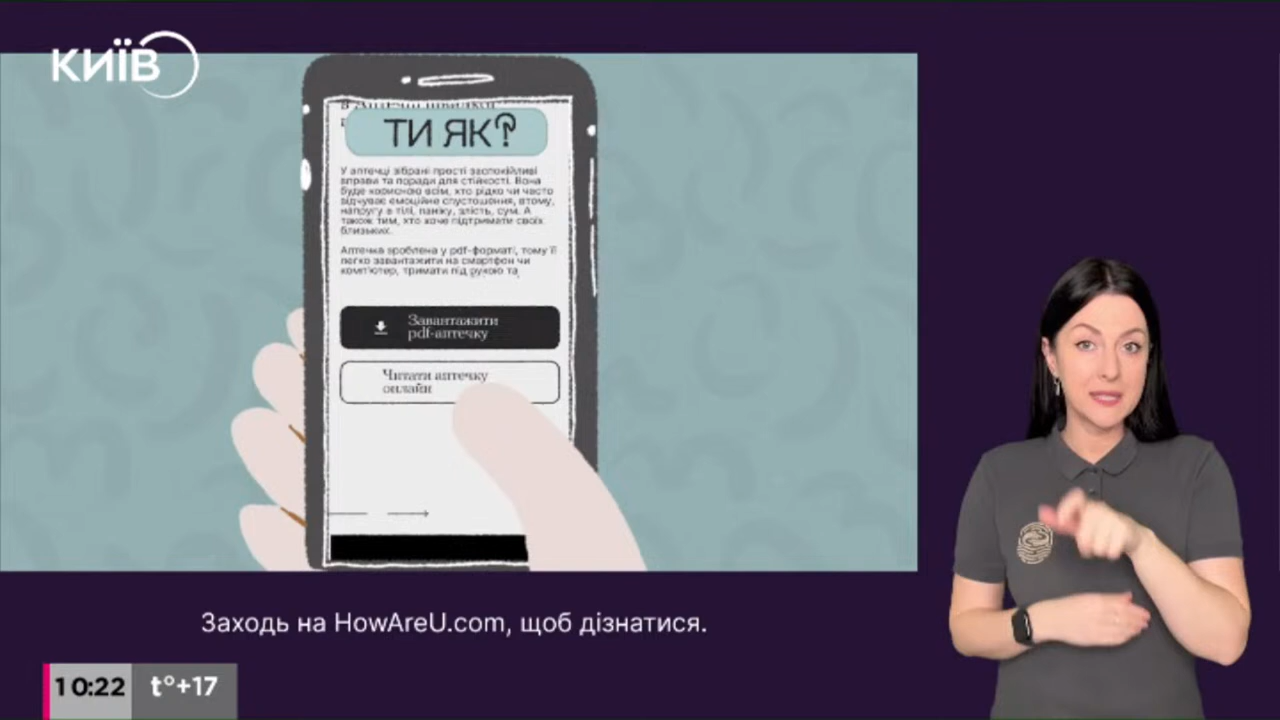 КИЇВ
в Аптечці швидкої
ТИ ЯК?
У аптечці зібрані прості заспокійливі
вправи та поради для стійкості. Вона
буде корисною всім, хто рідко чи часто
відчуває емоційне спустошення, втому,
напругу в тілі, паніку, злість, сум. А
також тим, хто хоче підтримати своїх
близьких.
Аптечка зроблена у pdf-форматі, тому її
легко завантажити на смартфон чи
комп'ютер, тримати під рукою та
Завантажити
pdf-аптечку
Читати аптечку
онлайн
Заходь на HowAreU.com, щоб дізнатися.
10:22 t°+17